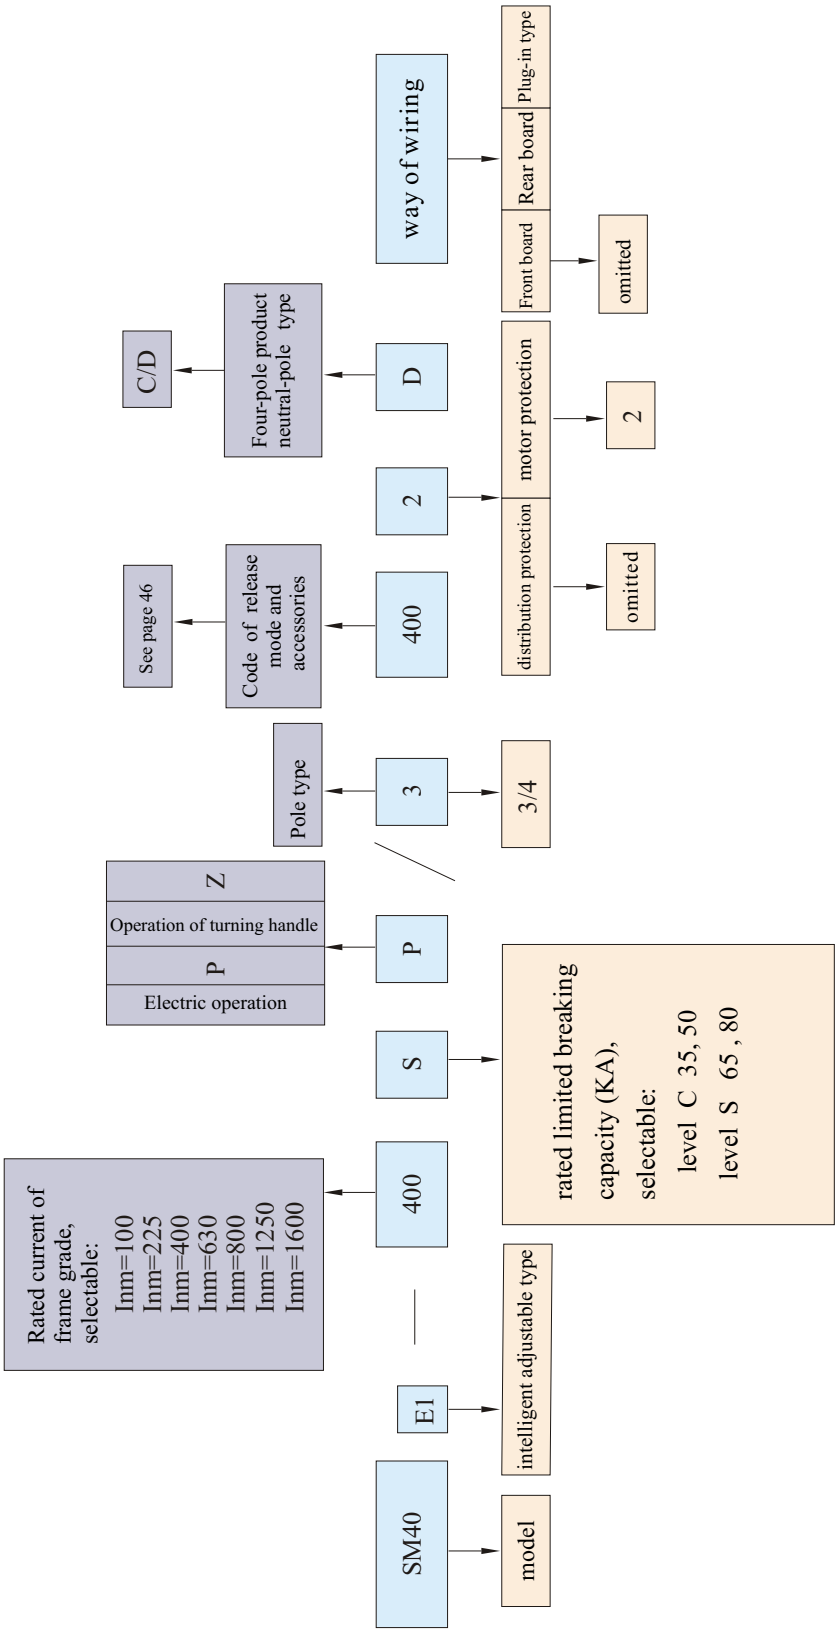 Rated current of
frame grade,
selectable:
Inm=100
Inm=225
Inm=400
Inm=630
Inm=800
Inm=1250
Inm=1600
Electric operation
P
Operation of turning handle
Z
Pole type
See page 46
Code of release
mode and
accessories
C/D
Four-pole product
neutral-pole type
SM40
E1
—
400
S
P
/
3
400
2
D
way of wiring
model
intelligent adjustable type
rated limited breaking
capacity (KA),
selectable:
level C 35, 50
level S 65 , 80
3/4
distribution protection
motor protection
omitted
2
Front board
Rear board
Plug-in type
omitted